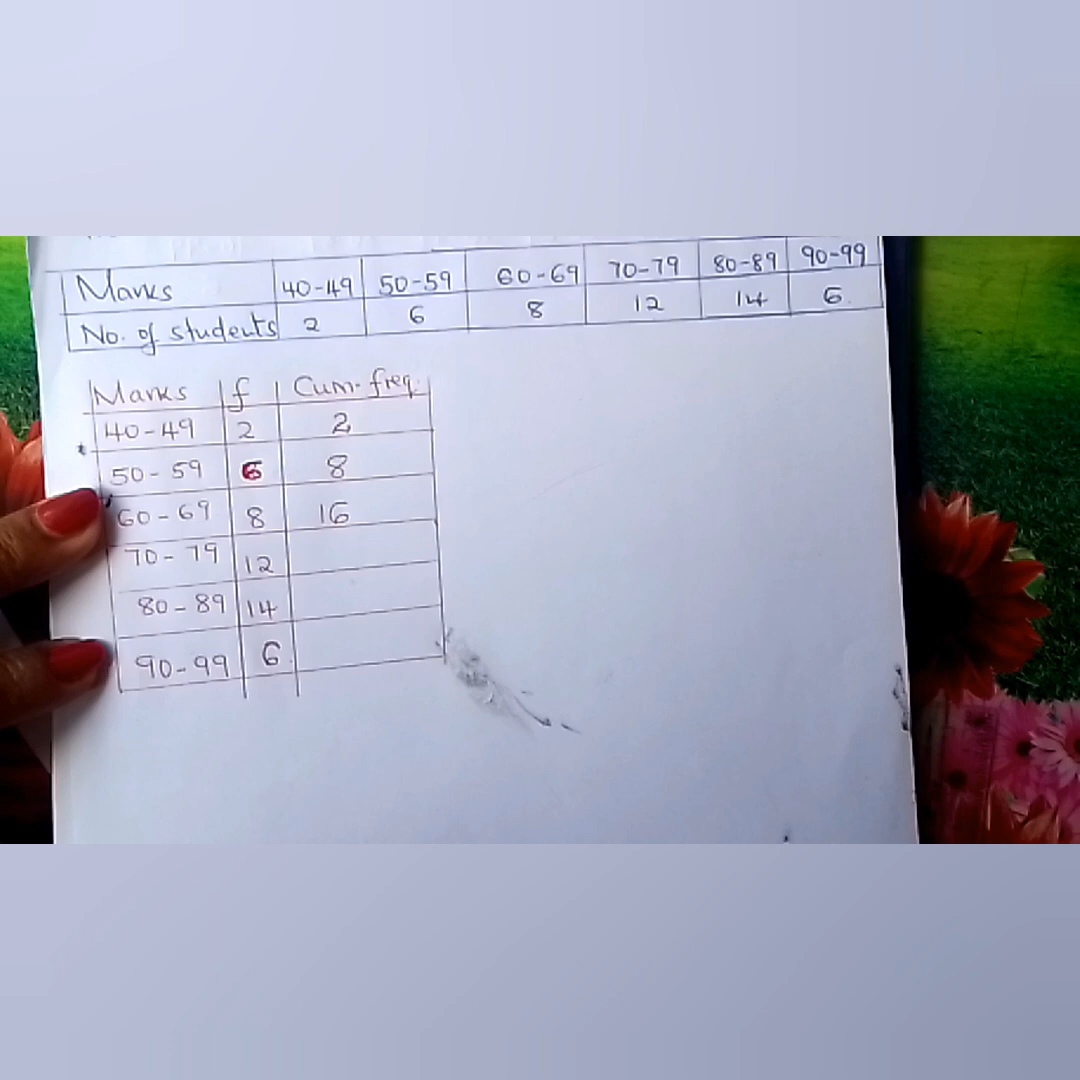 Marks 40-49 50-59 60-69 70-79 80-89 90-99
No. of students 2 6 8 12 14 6
Marks f Cum. freq.
40-49 2 2
50-59 6 8
60-69 8 16
70-79 12
80-89 14
90-99 6